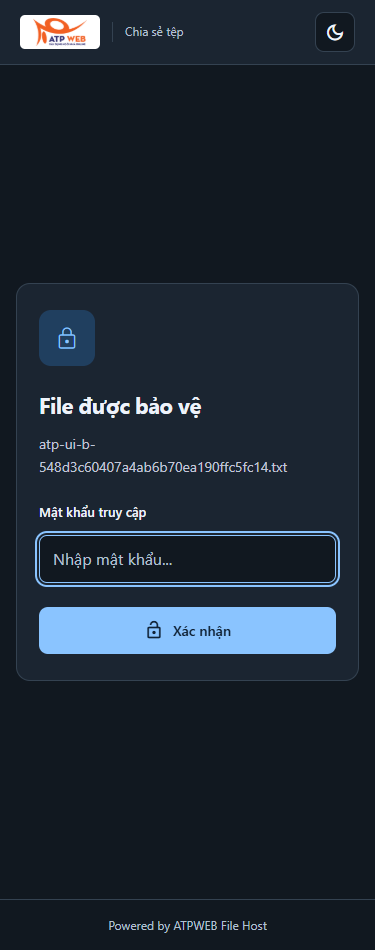 ATP WEB
Chia sẻ tệp
File được bảo vệ
atp-ui-b-
548d3c60407a4ab6b70ea190ffc5fc14.txt
Mật khẩu truy cập
Nhập mật khẩu...
Xác nhận
Powered by ATPWEB File Host